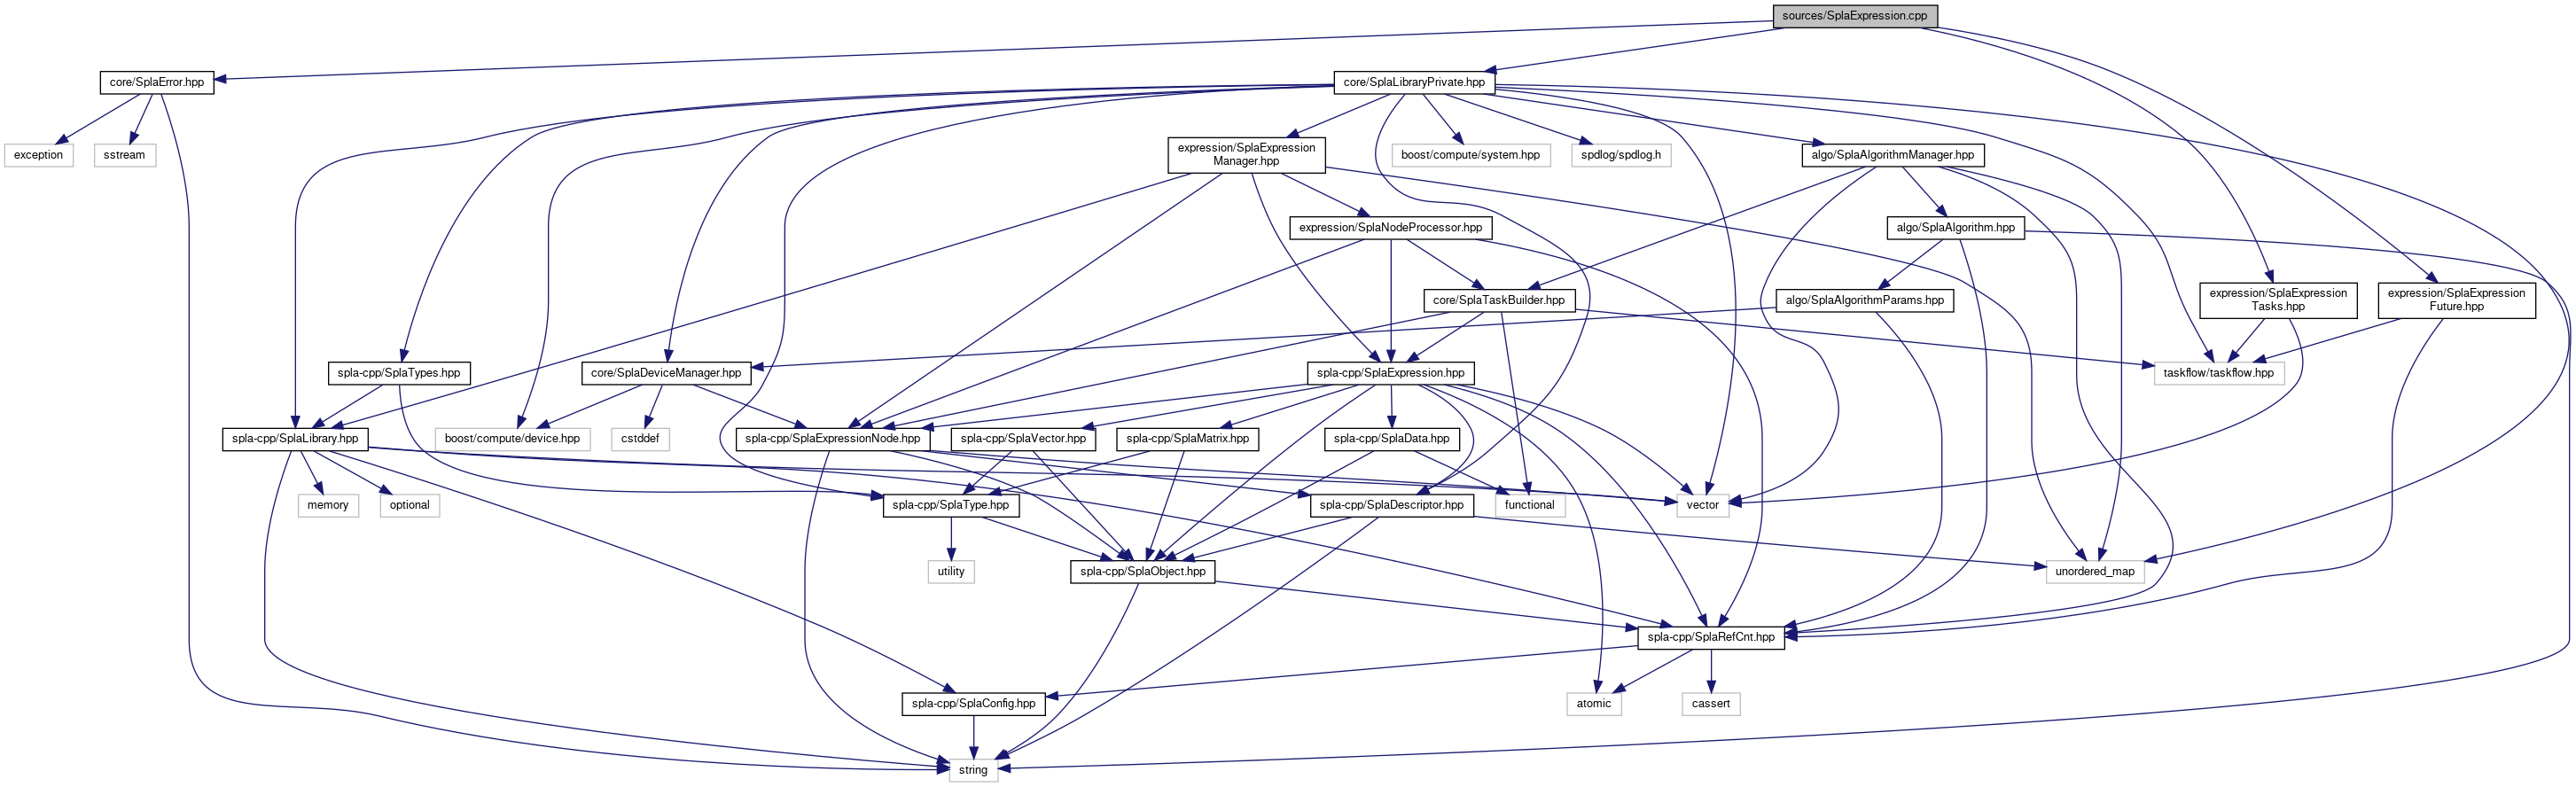 sources/SplaExpression.cpp
core/SplaError.hpp
core/SplaLibraryPrivate.hpp
exception
sstream
expression/SplaExpression
Manager.hpp
boost/compute/system.hpp
spdlog/spdlog.h
algo/SplaAlgorithmManager.hpp
expression/SplaNodeProcessor.hpp
algo/SplaAlgorithm.hpp
core/SplaTaskBuilder.hpp
algo/SplaAlgorithmParams.hpp
expression/SplaExpression
Tasks.hpp
expression/SplaExpression
Future.hpp
spla-cpp/SplaTypes.hpp
core/SplaDeviceManager.hpp
spla-cpp/SplaExpression.hpp
taskflow/taskflow.hpp
spla-cpp/SplaLibrary.hpp
boost/compute/device.hpp
cstddef
spla-cpp/SplaExpressionNode.hpp
spla-cpp/SplaVector.hpp
spla-cpp/SplaMatrix.hpp
spla-cpp/SplaData.hpp
memory
optional
spla-cpp/SplaType.hpp
spla-cpp/SplaDescriptor.hpp
functional
vector
utility
spla-cpp/SplaObject.hpp
unordered_map
spla-cpp/SplaRefCnt.hpp
spla-cpp/SplaConfig.hpp
atomic
cassert
string